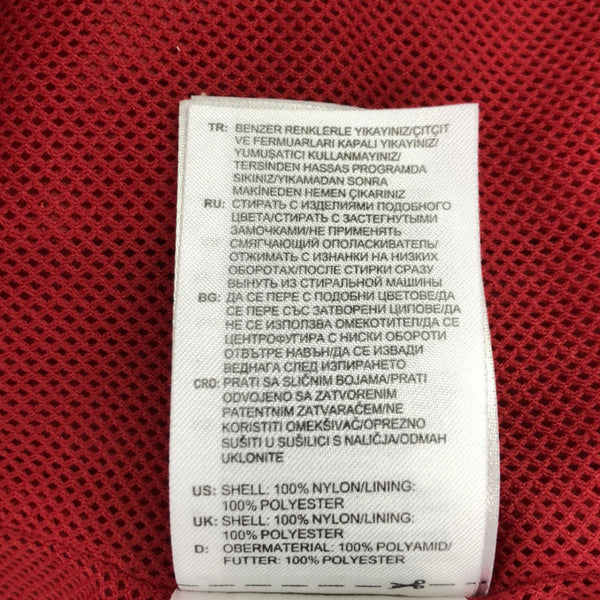 TR: BENZER RENKLERLE YIKAYINIZ/ÇITÇIT
VE FERMUARLARI KAPALI YIKAYINIZ/
YUMUŞATICI KULLANMAYINIZ/
TERSİNDEN HASSAS PROGRAMDA
SIKINIZ/YIKAMADAN SONRA
MAKİNEDEN HEMEN ÇIKARINIZ
RU: СТИРАТЬ С ИЗДЕЛИЯМИ ПОДОБНОГО
ЦВЕТА/СТИРАТЬ С ЗАСТЕГНУТЫМИ
ЗАМОЧКАМИ/НЕ ПРИМЕНЯТЬ
СМЯГЧАЮЩИЙ ОПОЛАСКИВАТЕЛЬ/
ОТЖИМАТЬ С ИЗНАНКИ НА НИЗКИХ
ОБОРОТАХ/ПОСЛЕ СТИРКИ СРАЗУ
ВЫНУТЬ ИЗ СТИРАЛЬНОЙ МАШИНЫ
BG: ДА СЕ ПЕРЕ С ПОДОБНИ ЦВЕТОВЕ/ДА
СЕ ПЕРЕ СЪС ЗАТВОРЕНИ ЦИПОВЕ/ДА
НЕ СЕ ИЗПОЛЗВА ОМЕКОТИТЕЛ/ДА СЕ
ЦЕНТРОФУГИРА С НИСКИ ОБОРОТИ
ОТВЪТРЕ НАВЪН/ДА СЕ ИЗВАДИ
ВЕДНАГА СЛЕД ИЗПИРАНЕТО
CRO: PRATI SA SLIČNIM BOJAMA/PRATI
ODVOJENO SA ZATVORENIM
PATENTNIM ZATVARAČEM/NE
KORISTITI OMEKŠIVAČ/OPREZNO
SUŠITI U SUŠILICI S NALIČJA/ODMAH
UKLONITE
US: SHELL: 100% NYLON/LINING:
100% POLYESTER
UK: SHELL: 100% NYLON/LINING:
100% POLYESTER
D: OBERMATERIAL: 100% POLYAMID/
FUTTER: 100% POLYESTER